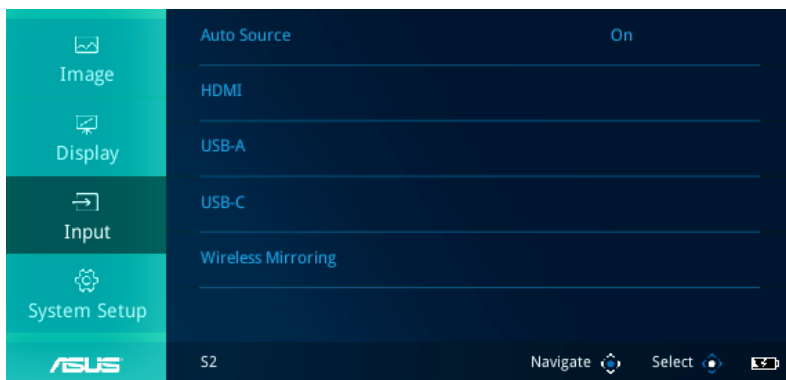 Image
Display
Input
System Setup
Auto Source On
HDMI
USB-A
USB-C
Wireless Mirroring
ASUS S2 Navigate Select